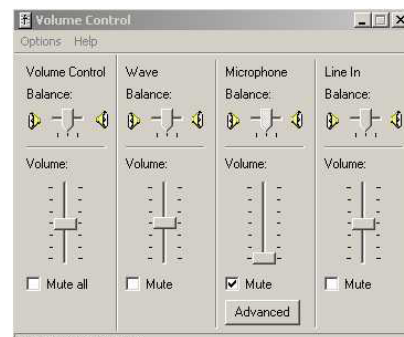 Volume Control
Options Help
Volume Control Wave Microphone Line In
Balance: Balance: Balance: Balance:
Volume: Volume: Volume: Volume:
Mute all Mute Mute Mute
Advanced